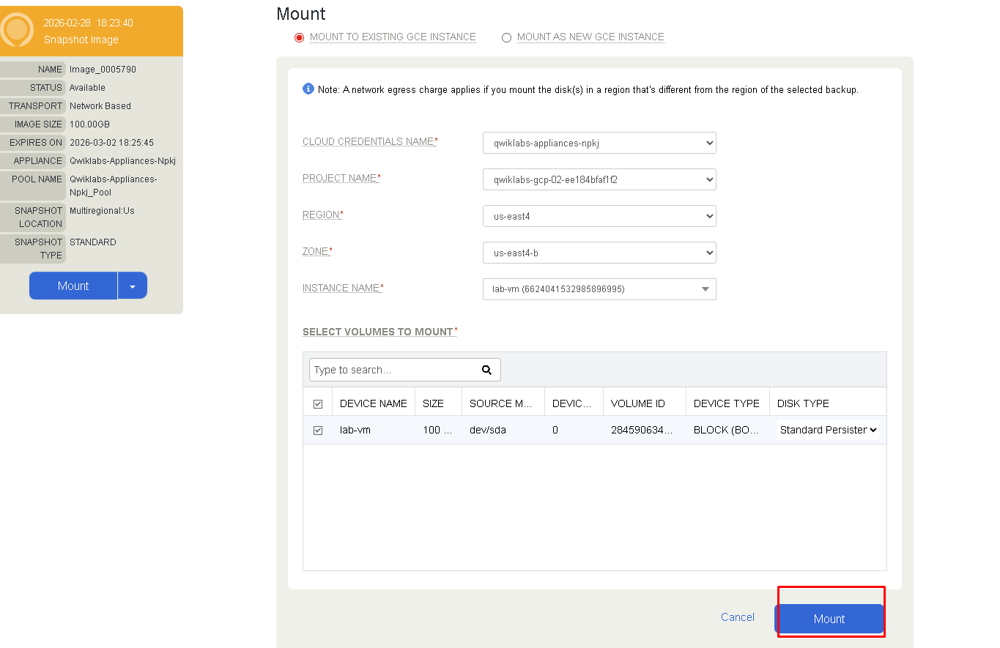 2026-02-28 18:23:40
Snapshot Image
NAME Image_0005790
STATUS Available
TRANSPORT Network Based
IMAGE SIZE 100.00GB
EXPIRES ON 2026-03-02 18:25:45
APPLIANCE Qwiklabs-Appliances-Npkj
POOL NAME Qwiklabs-Appliances-
Npkj_Pool
SNAPSHOT LOCATION Multiregional:Us
SNAPSHOT TYPE STANDARD
Mount
Mount
MOUNT TO EXISTING GCE INSTANCE MOUNT AS NEW GCE INSTANCE
Note: A network egress charge applies if you mount the disk(s) in a region that's different from the region of the selected backup.
CLOUD CREDENTIALS NAME* qwiklabs-appliances-npkj
PROJECT NAME* qwiklabs-gcp-02-ee184bfaf1f2
REGION* us-east4
ZONE* us-east4-b
INSTANCE NAME* lab-vm (6624041532985896995)
SELECT VOLUMES TO MOUNT*
Type to search...
DEVICE NAME SIZE SOURCE M... DEVIC... VOLUME ID DEVICE TYPE DISK TYPE
lab-vm 100 ... dev/sda 0 284590634... BLOCK (BO... Standard Persister
Cancel Mount